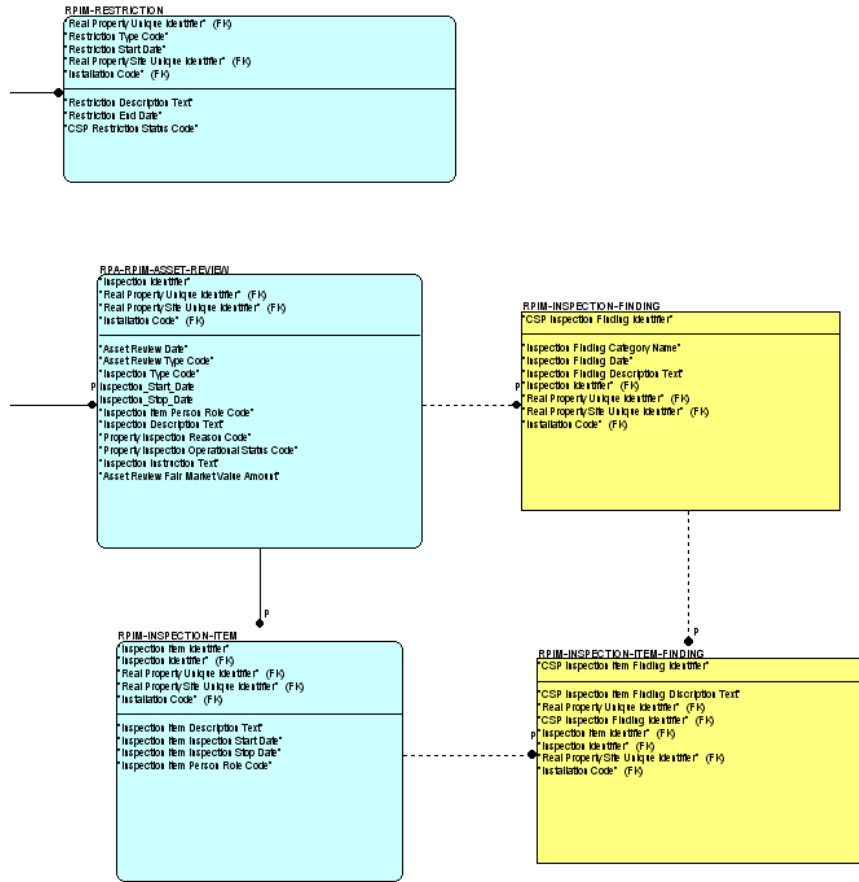 RPIM-RESTRICTION
"Real Property Unique Identifier" (FK)
"Restriction Type Code"
"Restriction Start Date"
"Real Property Site Unique Identifier" (FK)
"Installation Code" (FK)
"Restriction Description Text"
"Restriction End Date"
"CSP Restriction Status Code"
RPA-RPIM-ASSET-REVIEW
"Inspection Identifier"
"Real Property Unique Identifier" (FK)
"Real Property Site Unique Identifier" (FK)
"Installation Code" (FK)
"Asset Review Date"
"Asset Review Type Code"
"Inspection Type Code"
P
Inspection_Start_Date
Inspection_Stop_Date
"Inspection Item Person Role Code"
"Inspection Description Text"
"Property Inspection Reason Code"
"Property Inspection Operational Status Code"
"Inspection Instruction Text"
"Asset Review Fair Market Value Amount"
RPIM-INSPECTION-FINDING
"CSP Inspection Finding Identifier"
"Inspection Finding Category Name"
"Inspection Finding Date"
"Inspection Finding Description Text"
P
"Inspection Identifier" (FK)
"Real Property Unique Identifier" (FK)
"Real Property Site Unique Identifier" (FK)
"Installation Code" (FK)
P
RPIM-INSPECTION-ITEM
"Inspection Item Identifier"
"Inspection Identifier" (FK)
"Real Property Unique Identifier" (FK)
"Real Property Site Unique Identifier" (FK)
"Installation Code" (FK)
"Inspection Item Description Text"
"Inspection Item Inspection Start Date"
"Inspection Item Inspection Stop Date"
"Inspection Item Person Role Code"
P
RPIM-INSPECTION-ITEM-FINDING
"CSP Inspection Item Finding Identifier"
"CSP Inspection Item Finding Discription Text"
"Real Property Unique Identifier" (FK)
"CSP Inspection Finding Identifier" (FK)
"Inspection Item Identifier" (FK)
P
"Inspection Identifier" (FK)
"Real Property Site Unique Identifier" (FK)
"Installation Code" (FK)